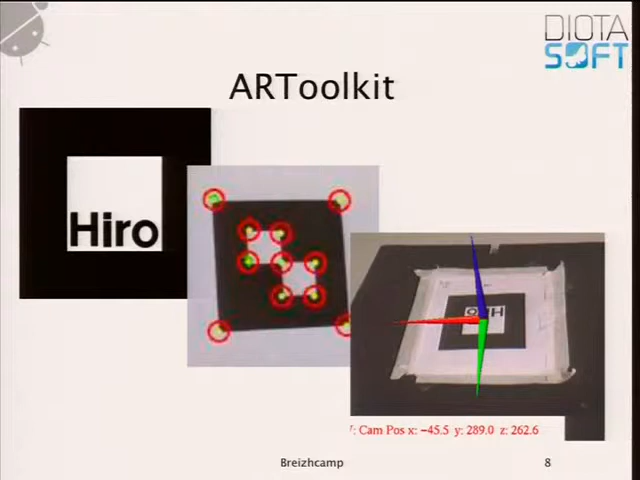 DIOTA
SOFT
ARToolkit
Hiro
Cam Pos x: −45.5 y: 289.0 z: 262.6
Breizhcamp
8